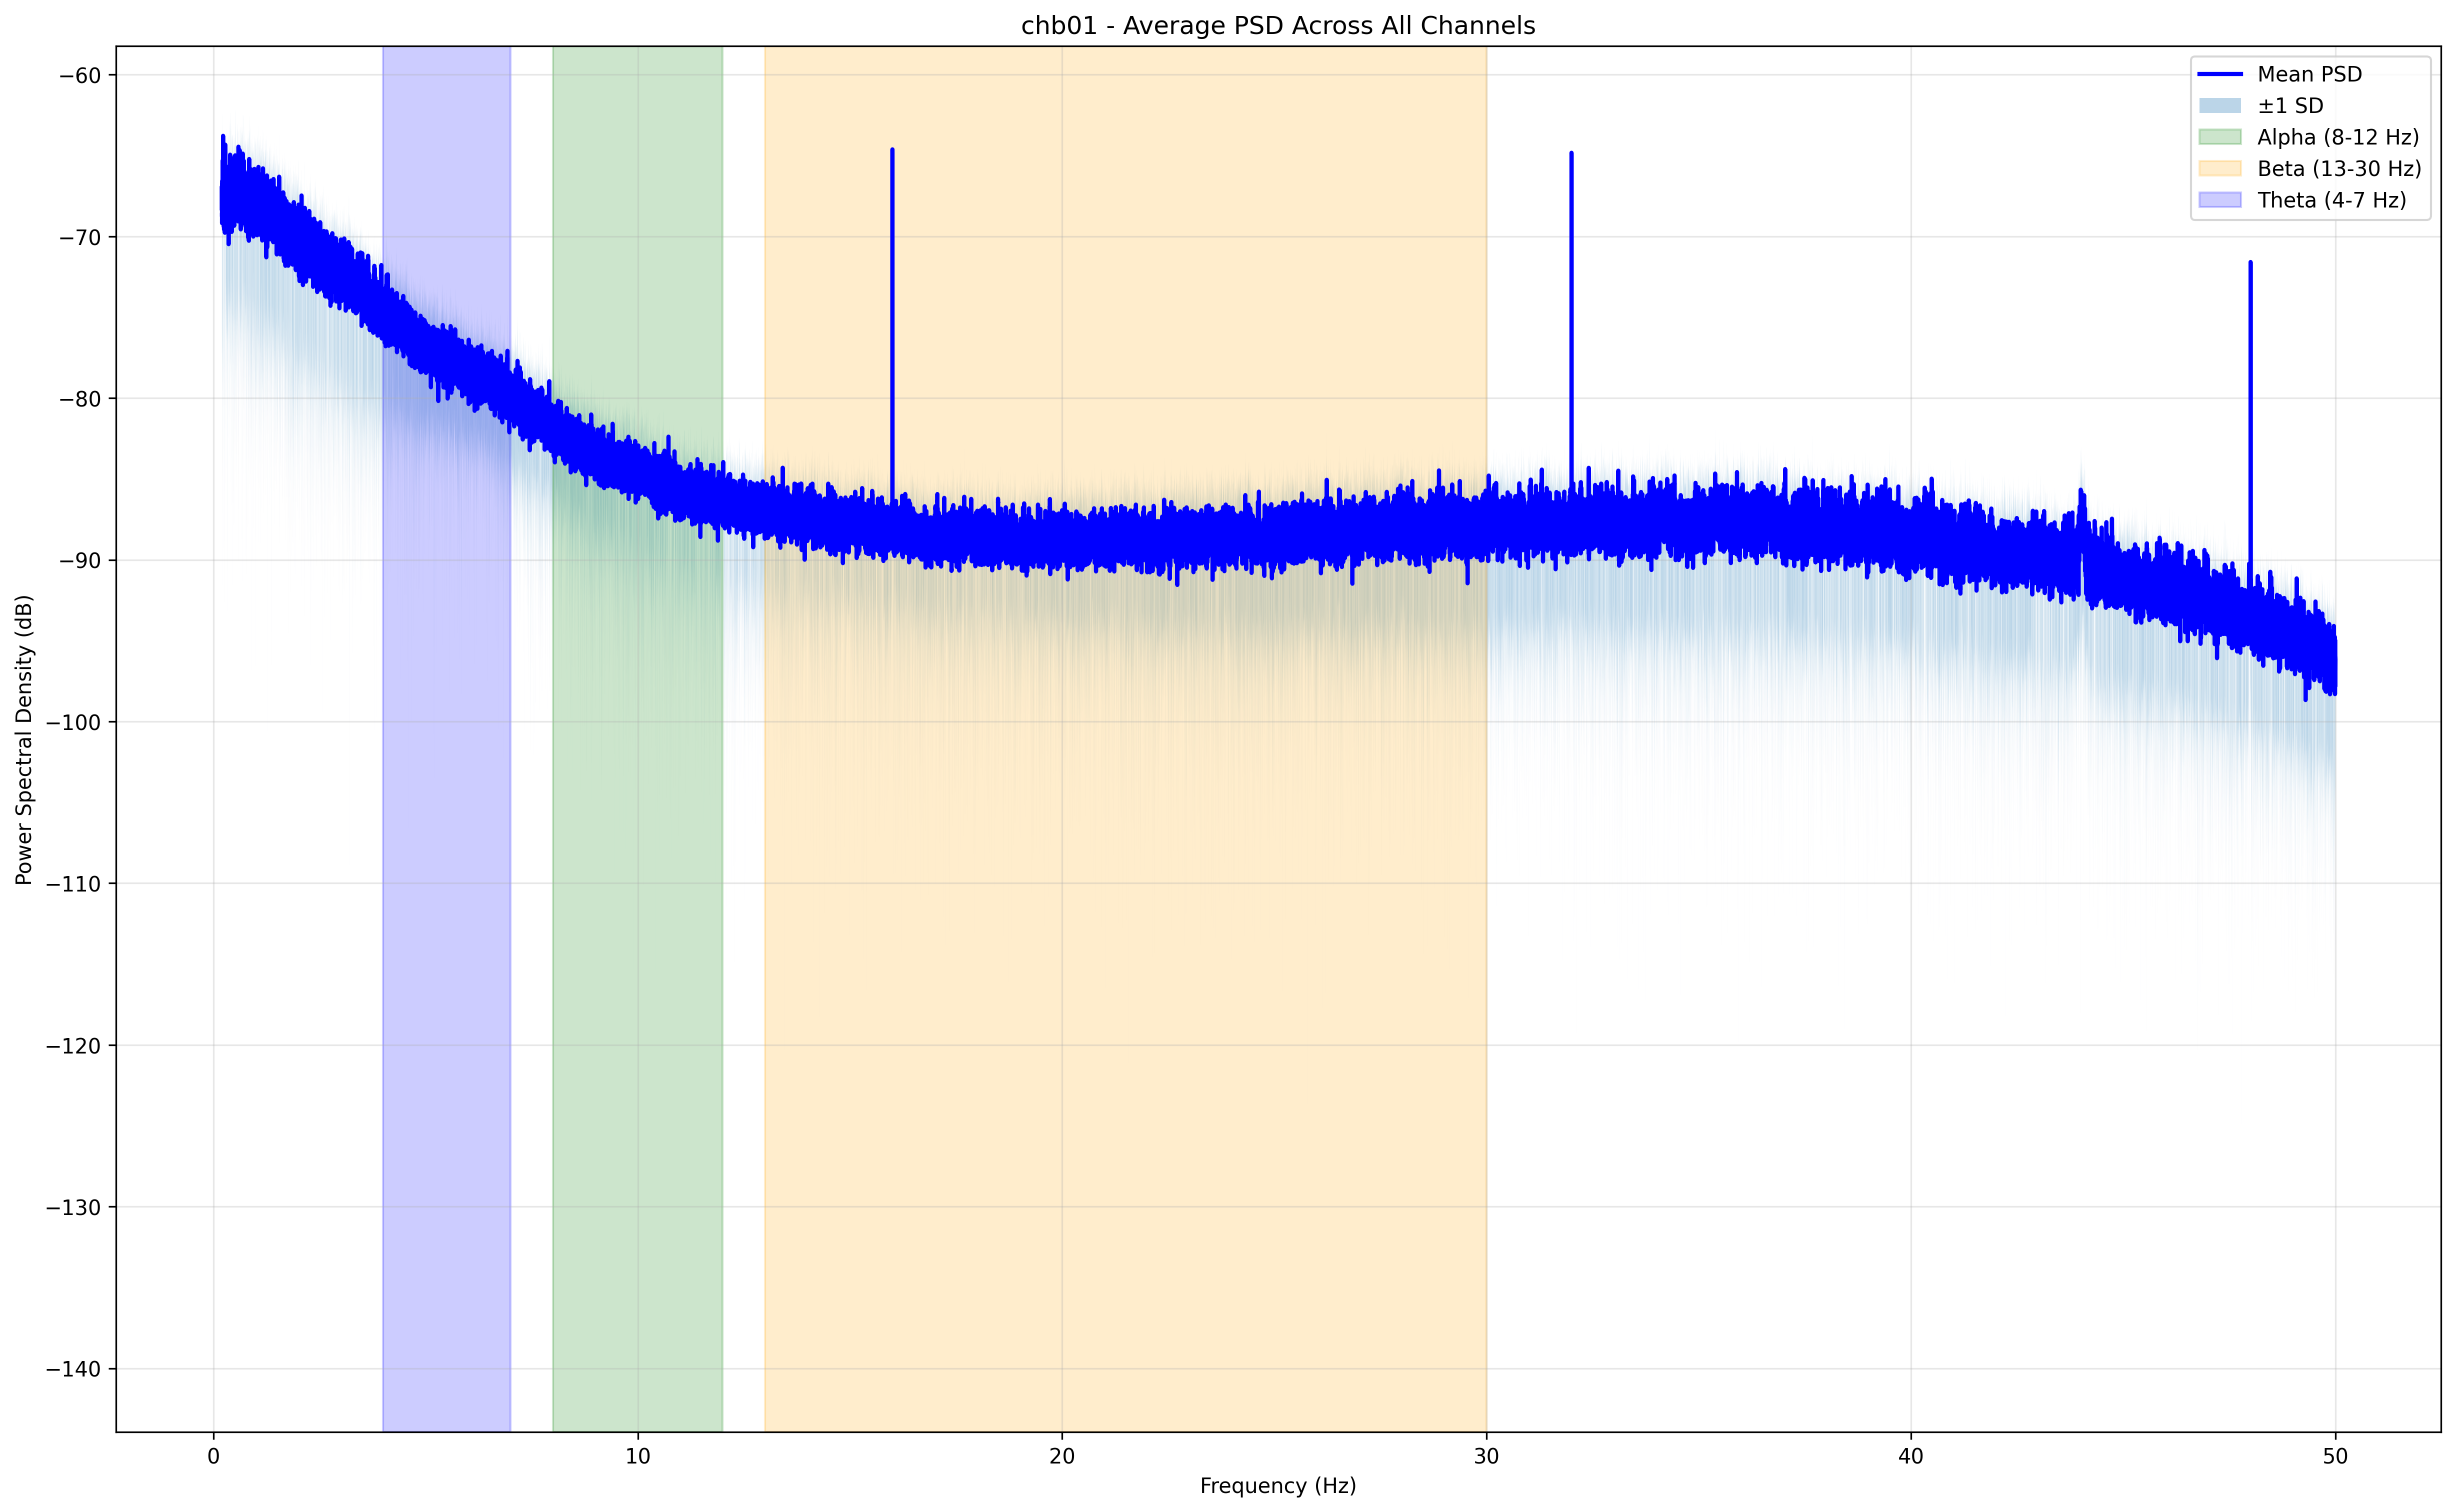 chb01 - Average PSD Across All Channels
Mean PSD
±1 SD
Alpha (8-12 Hz)
Beta (13-30 Hz)
Theta (4-7 Hz)
Power Spectral Density (dB)
−60
−70
−80
−90
−100
−110
−120
−130
−140
0 10 20 30 40 50
Frequency (Hz)